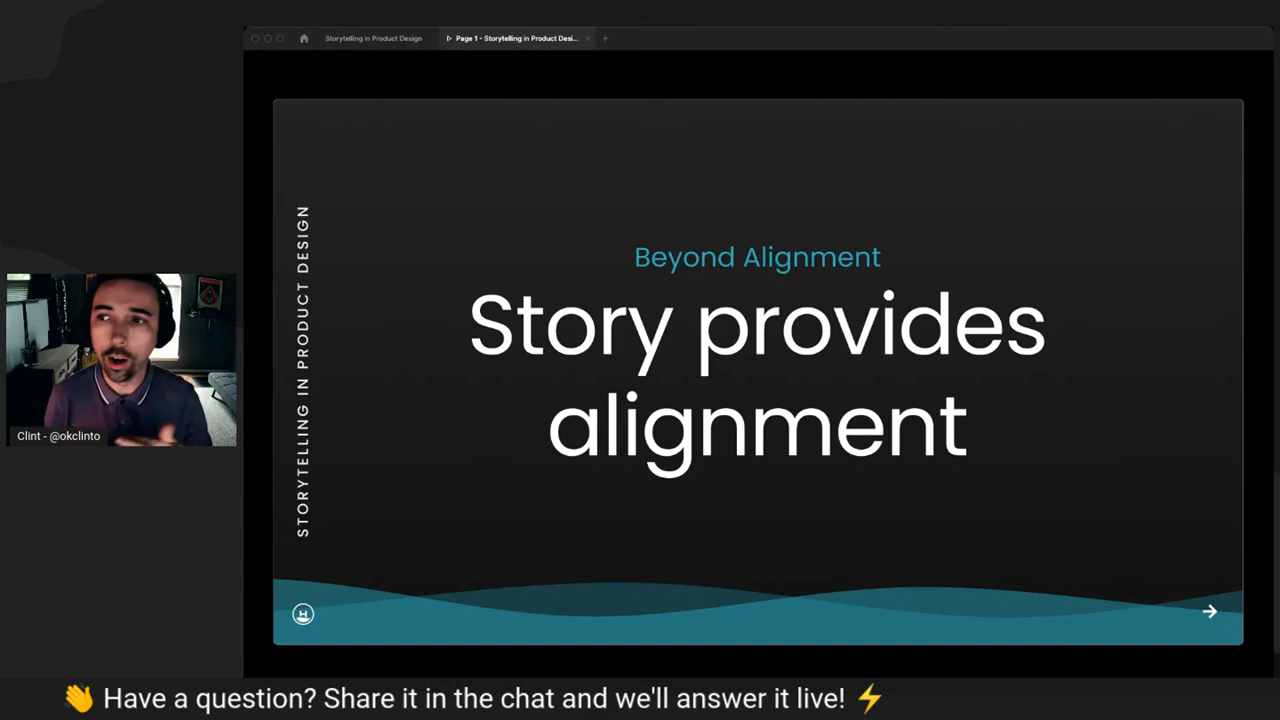 Storytelling in Product Design
Page 1 - Storytelling in Product Desi...
STORYTELLING IN PRODUCT DESIGN
Beyond Alignment
Story provides
alignment
Clint - @okclinto
👋 Have a question? Share it in the chat and we'll answer it live! ⚡